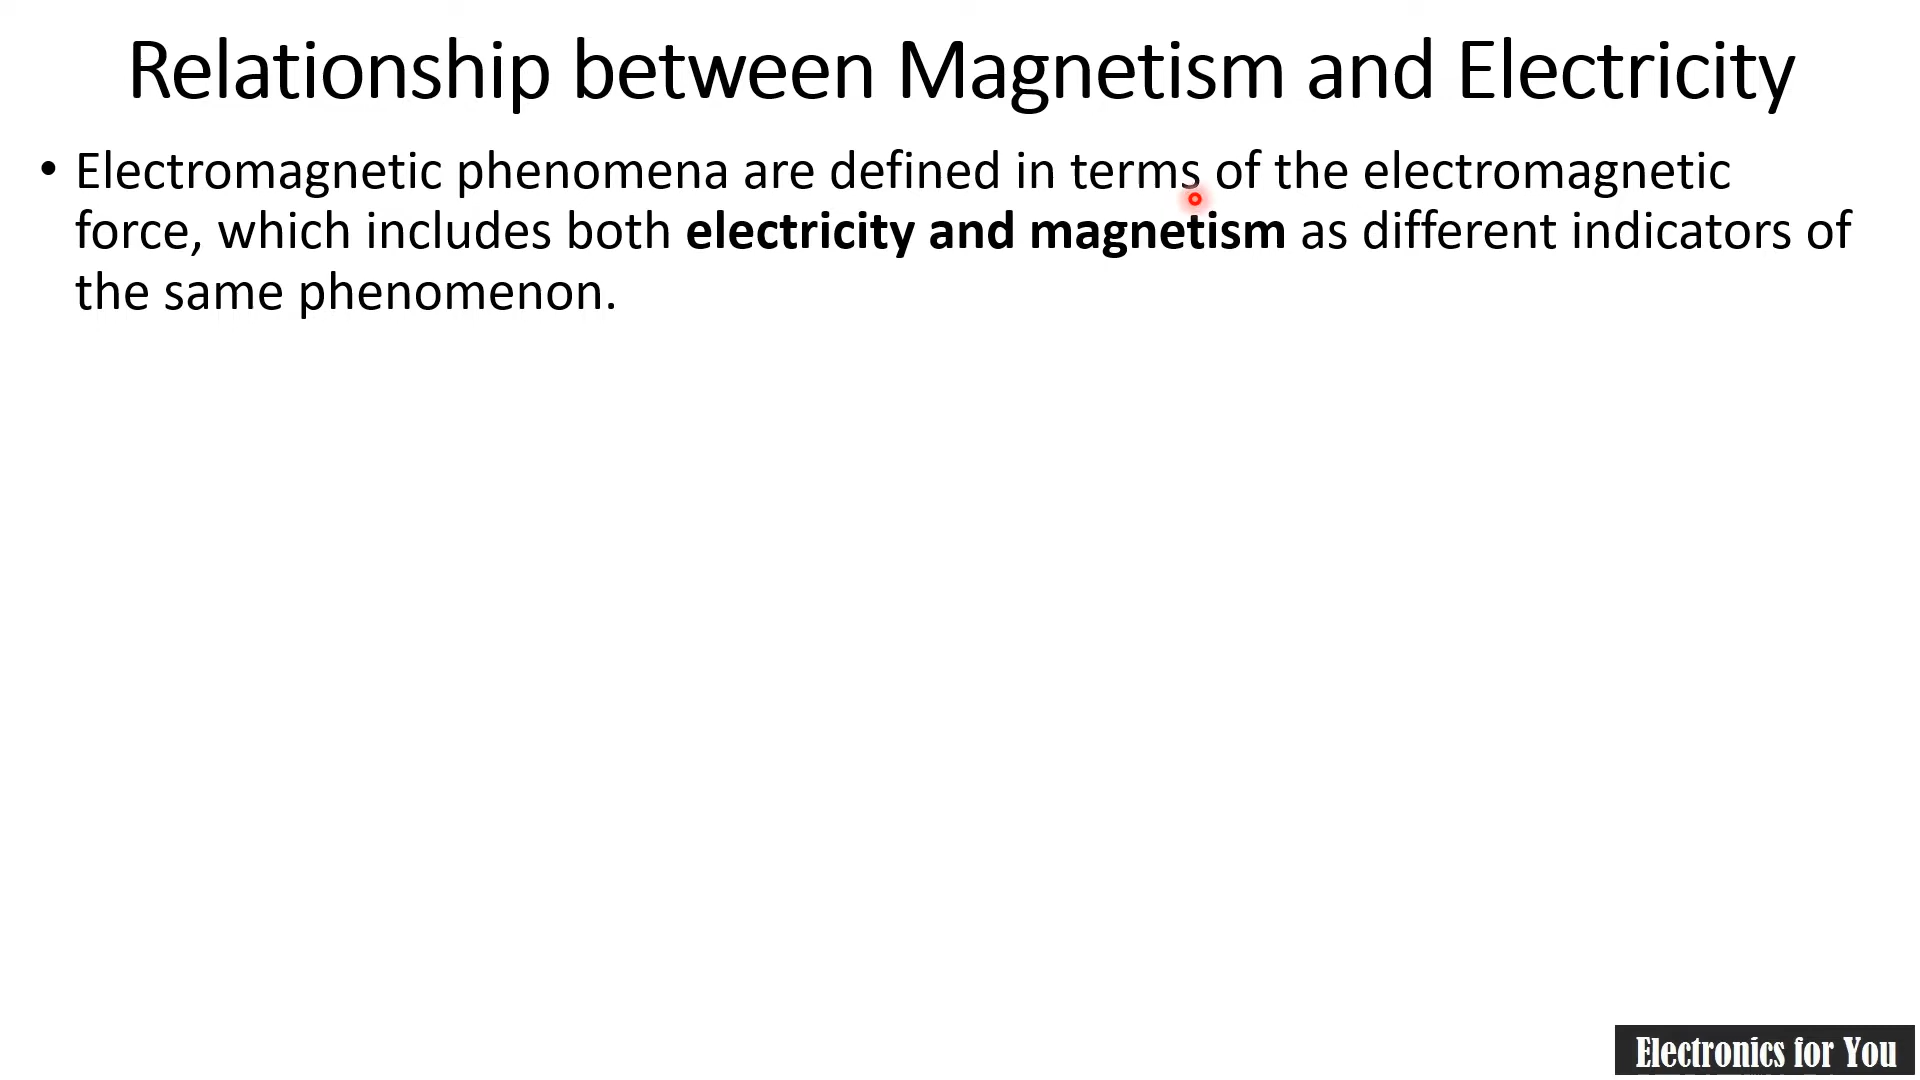 Relationship between Magnetism and Electricity
• Electromagnetic phenomena are defined in terms of the electromagnetic
force, which includes both electricity and magnetism as different indicators of
the same phenomenon.
Electronics for You